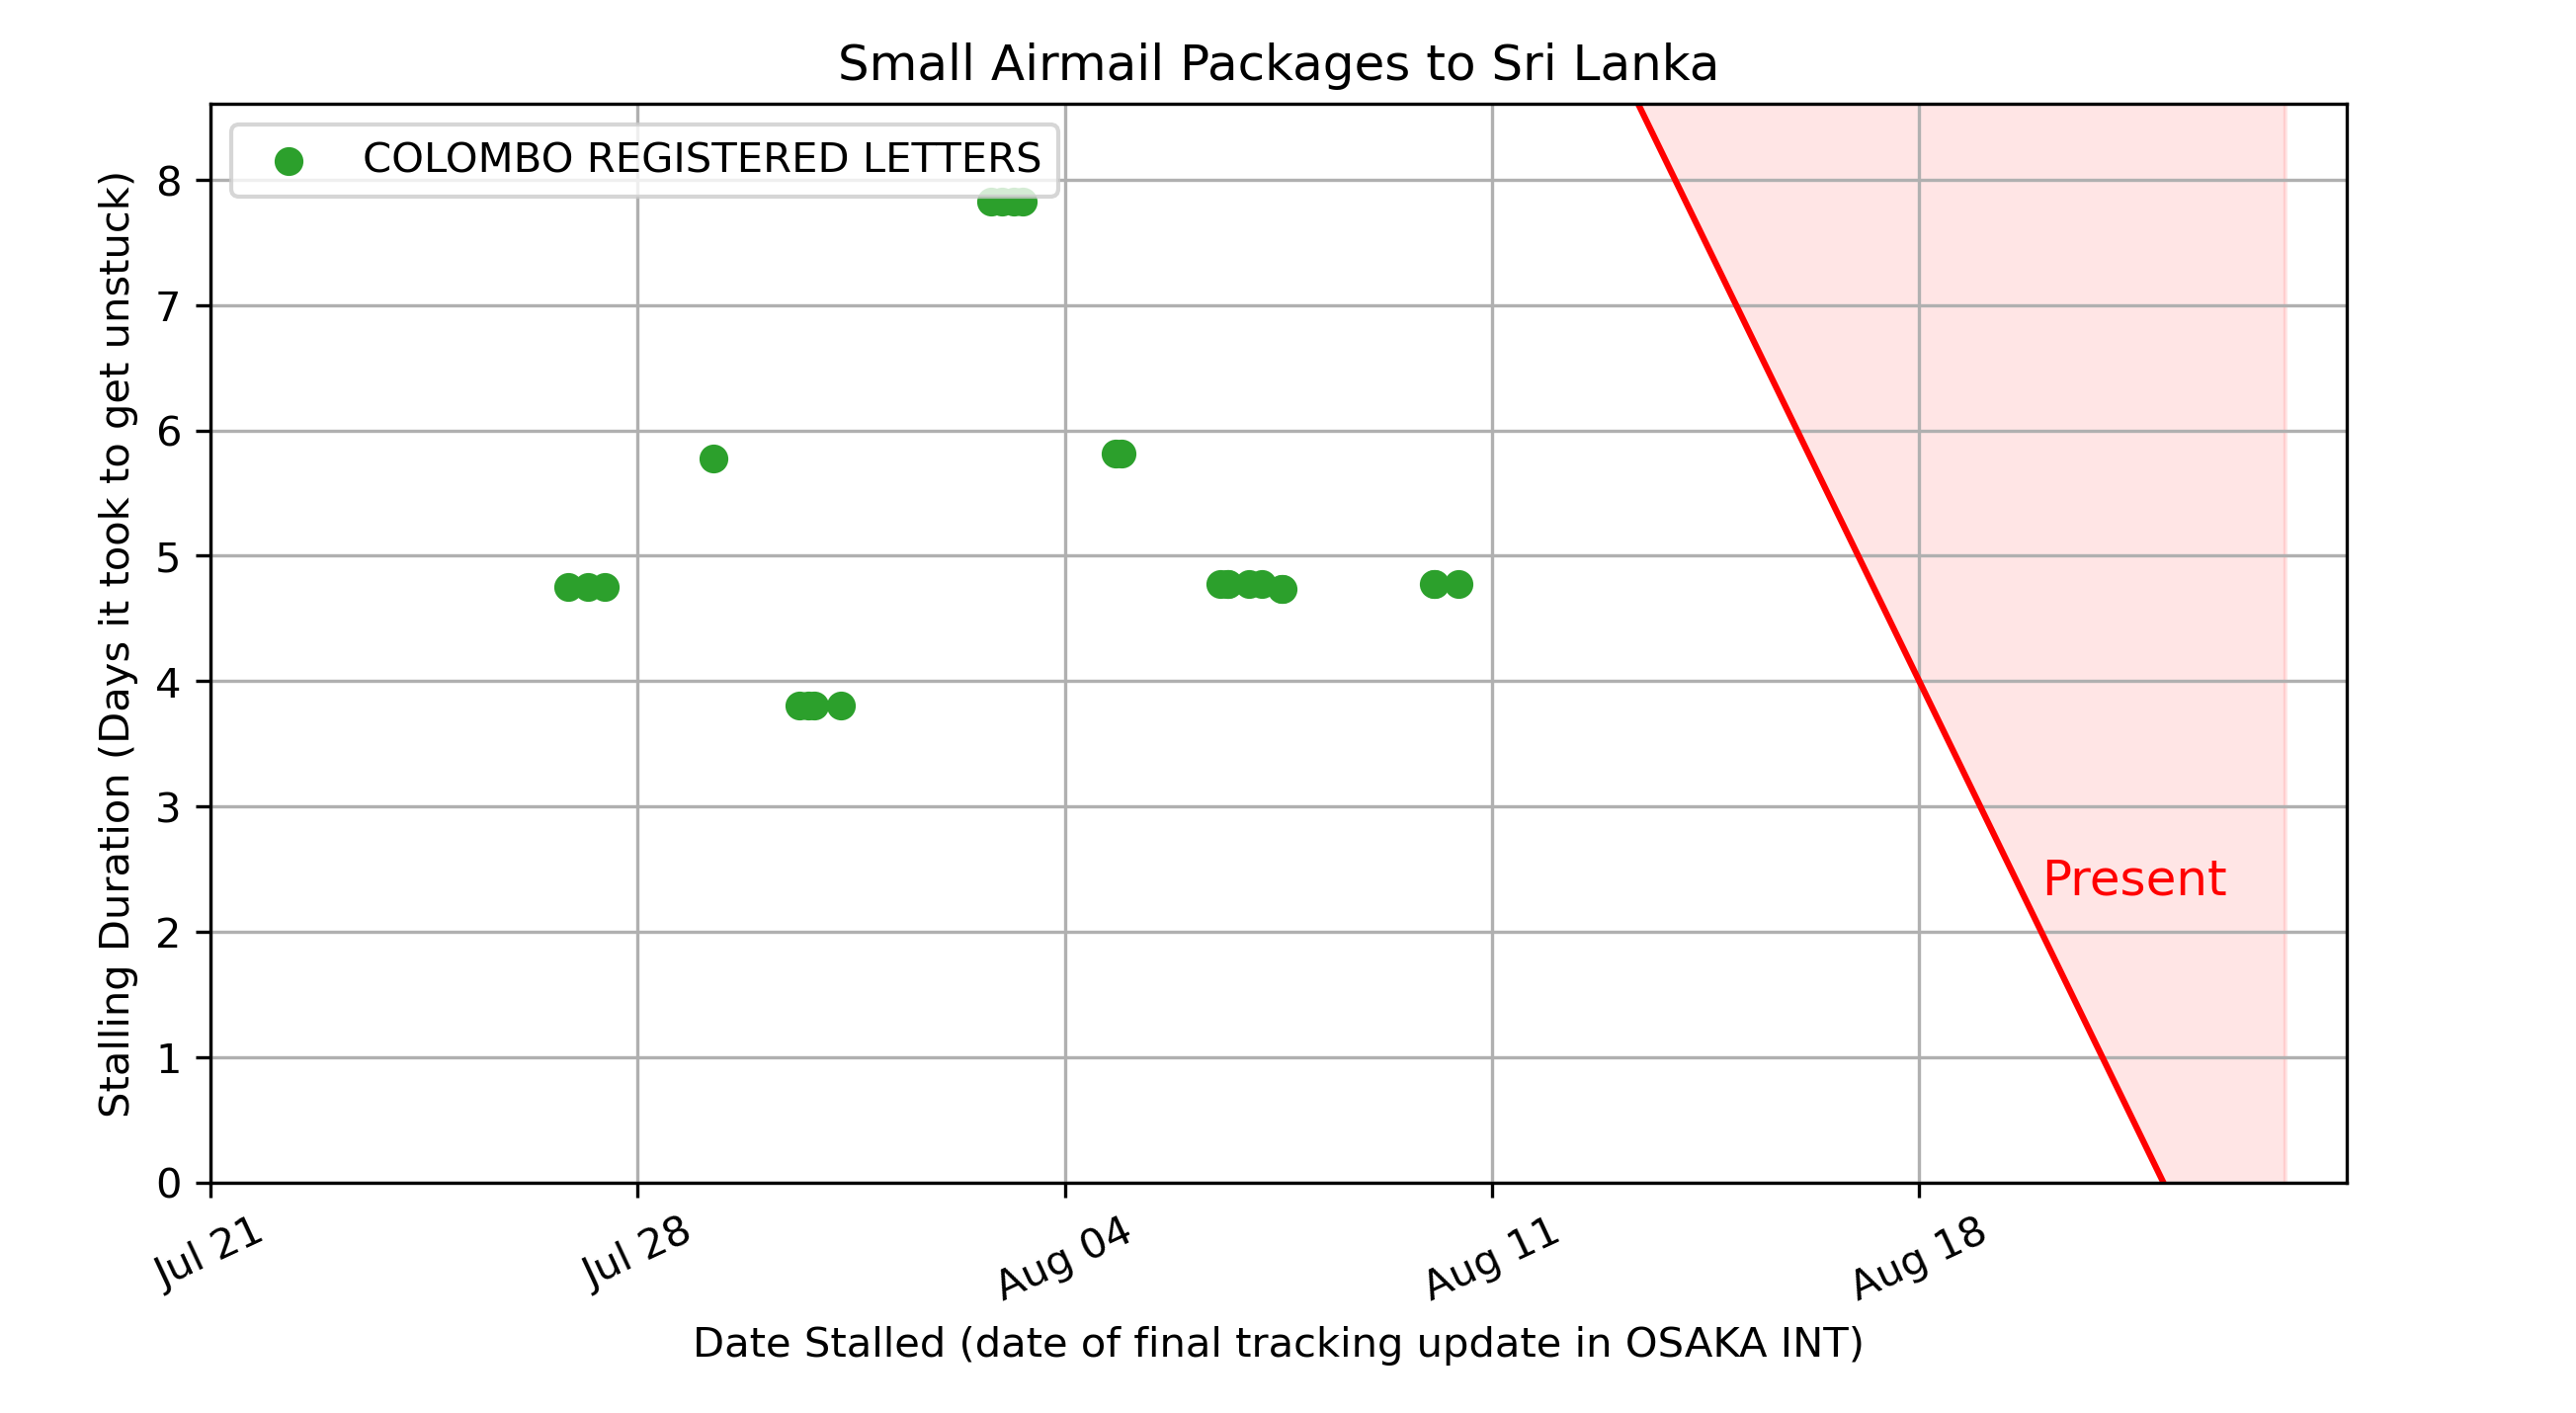 Small Airmail Packages to Sri Lanka
COLOMBO REGISTERED LETTERS
Stalling Duration (Days it took to get unstuck)
8
7
6
5
4
3
2
1
0
Present
Jul 21
Jul 28
Aug 04
Aug 11
Aug 18
Date Stalled (date of final tracking update in OSAKA INT)